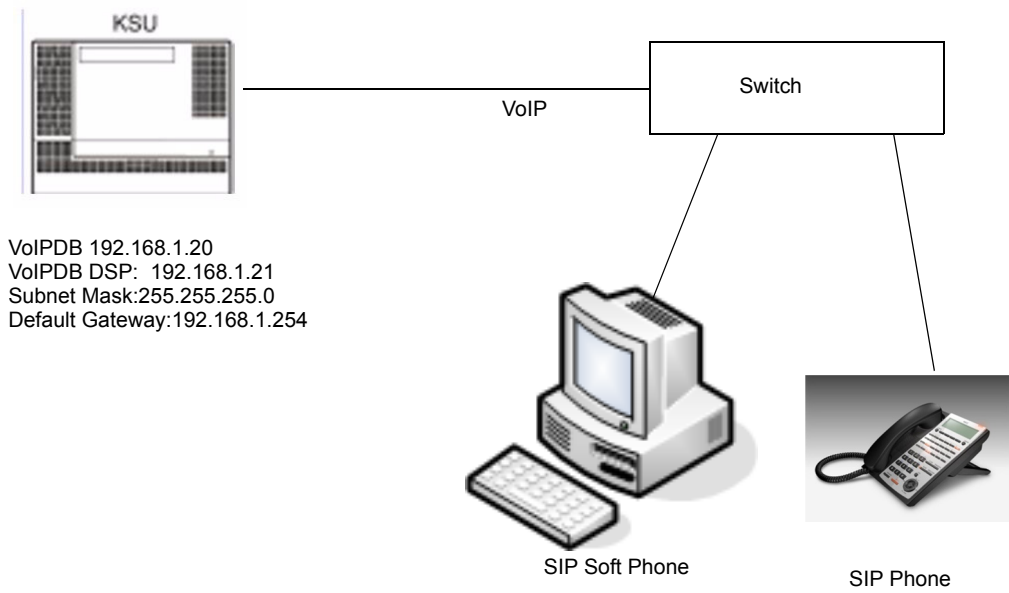 KSU
Switch
VoIP
VoIPDB 192.168.1.20
VoIPDB DSP: 192.168.1.21
Subnet Mask:255.255.255.0
Default Gateway:192.168.1.254
SIP Soft Phone
SIP Phone